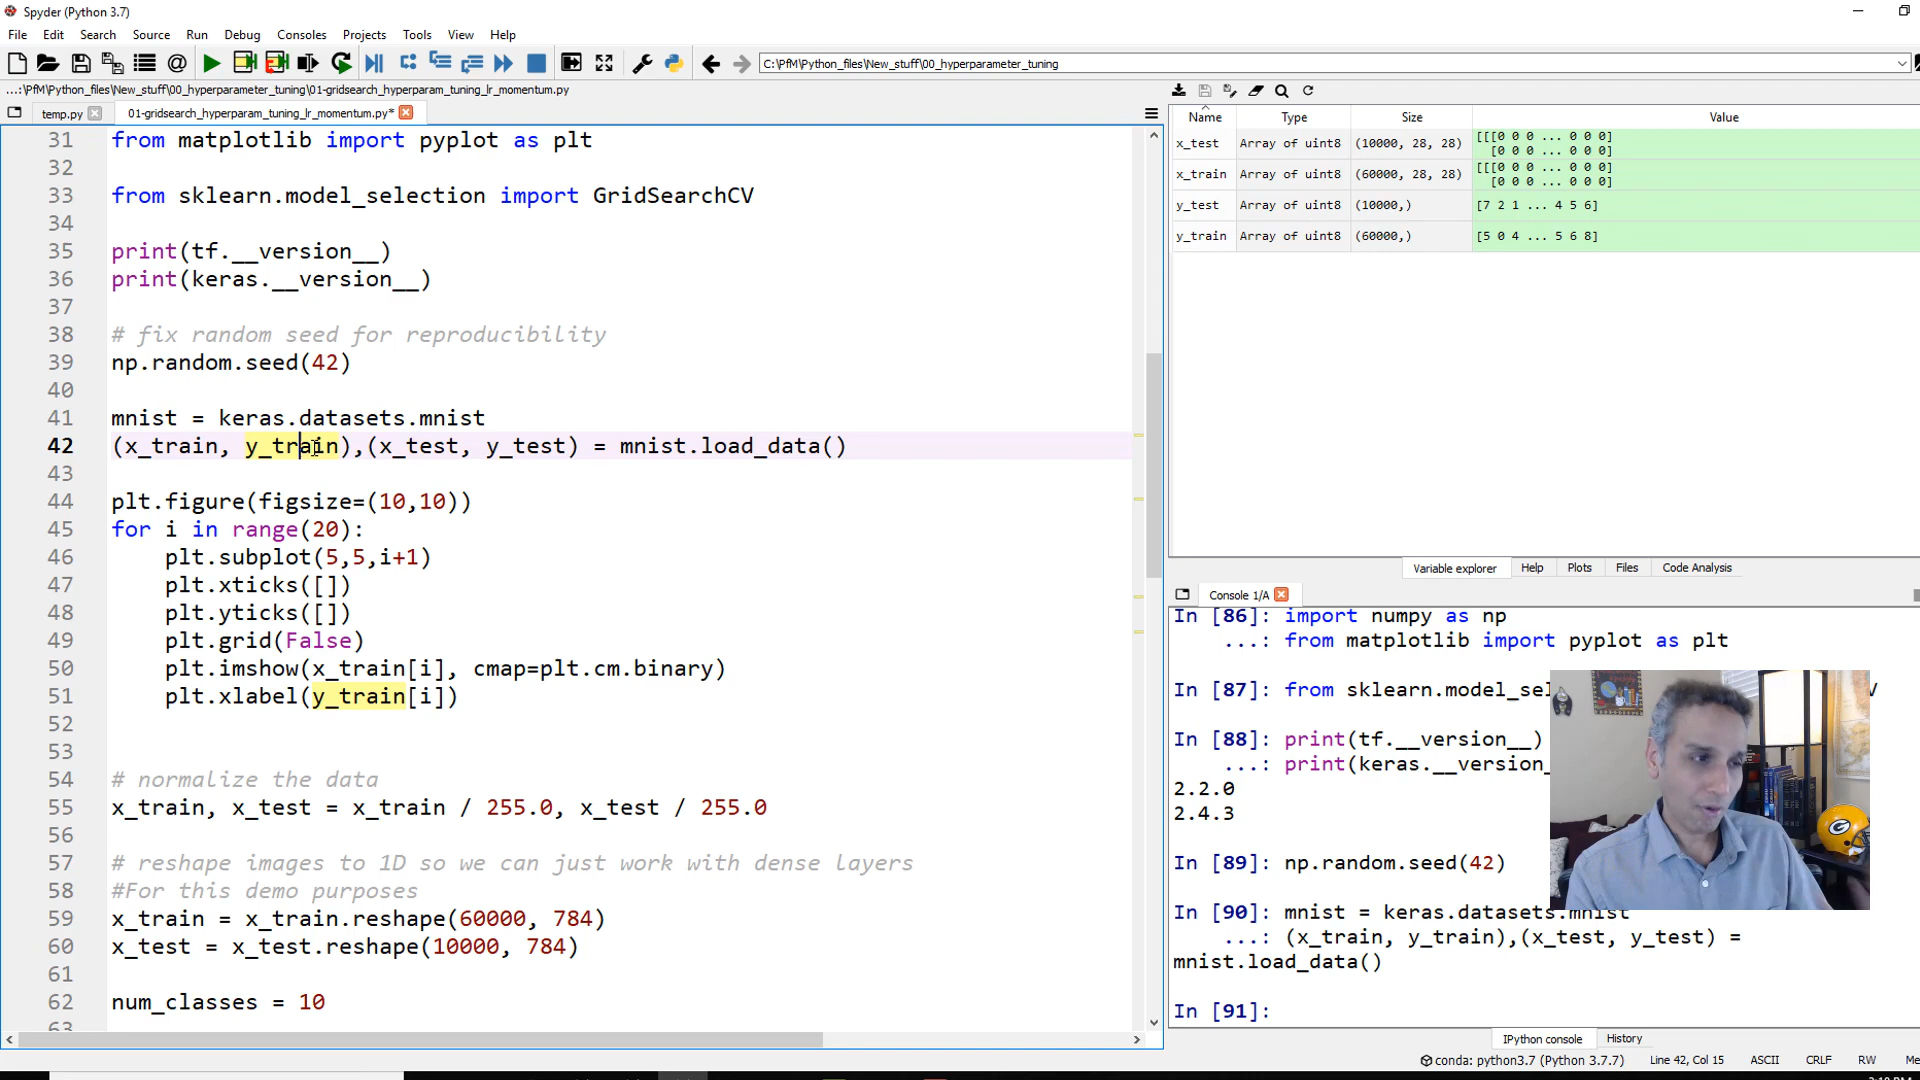 Spyder (Python 3.7)
File Edit Search Source Run Debug Consoles Projects Tools View Help
C:\PfM\Python_files\New_stuff\00_hyperparameter_tuning
...:\PfM\Python_files\New_stuff\00_hyperparameter_tuning\01-gridsearch_hyperparam_tuning_lr_momentum.py
temp.py 01-gridsearch_hyperparam_tuning_lr_momentum.py*
31 from matplotlib import pyplot as plt
32
33 from sklearn.model_selection import GridSearchCV
34
35 print(tf.__version__)
36 print(keras.__version__)
37
38 # fix random seed for reproducibility
39 np.random.seed(42)
40
41 mnist = keras.datasets.mnist
42 (x_train, y_train),(x_test, y_test) = mnist.load_data()
43
44 plt.figure(figsize=(10,10))
45 for i in range(20):
46 plt.subplot(5,5,i+1)
47 plt.xticks([])
48 plt.yticks([])
49 plt.grid(False)
50 plt.imshow(x_train[i], cmap=plt.cm.binary)
51 plt.xlabel(y_train[i])
52
53
54 # normalize the data
55 x_train, x_test = x_train / 255.0, x_test / 255.0
56
57 # reshape images to 1D so we can just work with dense layers
58 #For this demo purposes
59 x_train = x_train.reshape(60000, 784)
60 x_test = x_test.reshape(10000, 784)
61
62 num_classes = 10
63
Name Type Size Value
x_test Array of uint8 (10000, 28, 28) [[[0 0 0 ... 0 0 0]
[0 0 0 ... 0 0 0]
x_train Array of uint8 (60000, 28, 28) [[[0 0 0 ... 0 0 0]
[0 0 0 ... 0 0 0]
y_test Array of uint8 (10000,) [7 2 1 ... 4 5 6]
y_train Array of uint8 (60000,) [5 0 4 ... 5 6 8]
Variable explorer Help Plots Files Code Analysis
Console 1/A
In [86]: import numpy as np
...: from matplotlib import pyplot as plt
In [87]: from sklearn.model_sel
In [88]: print(tf.__version__)
...: print(keras.__version_
2.2.0
2.4.3
In [89]: np.random.seed(42)
In [90]: mnist = keras.datasets.mnist
...: (x_train, y_train),(x_test, y_test) =
mnist.load_data()
In [91]:
IPython console History
conda: python3.7 (Python 3.7.7) Line 42, Col 15 ASCII CRLF RW